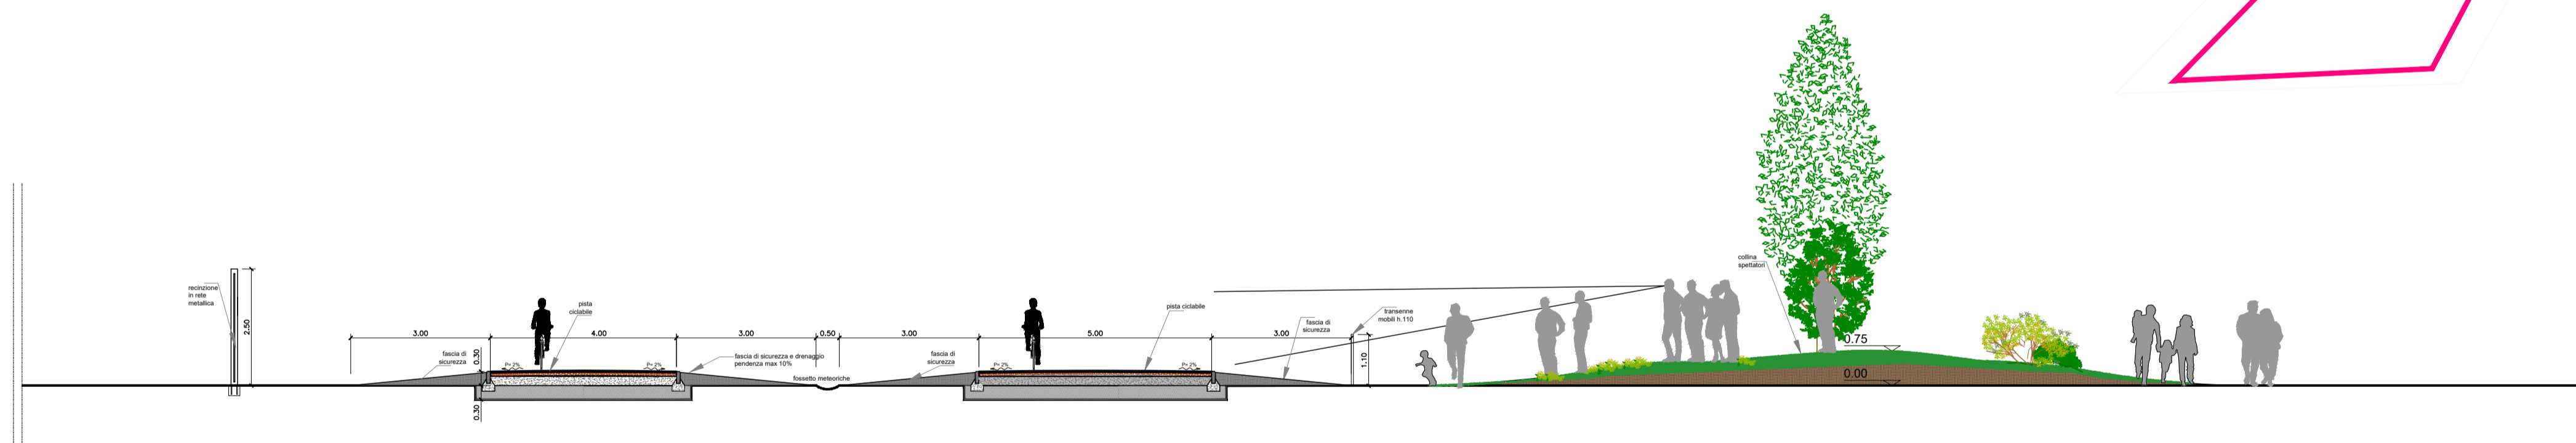 recinzione
in rete
metallica
2.50
3.00
4.00
3.00
0.50
3.00
5.00
3.00
pista
ciclabile
pista ciclabile
fascia di
sicurezza
0.30
0.30
P= 2%
P= 2%
fascia di sicurezza e drenaggio
pendenza max 10%
fossetto meteoriche
fascia di
sicurezza
P= 2%
P= 2%
fascia di
sicurezza
transenne
mobili h.110
1.10
collina
spettatori
0.75
0.00